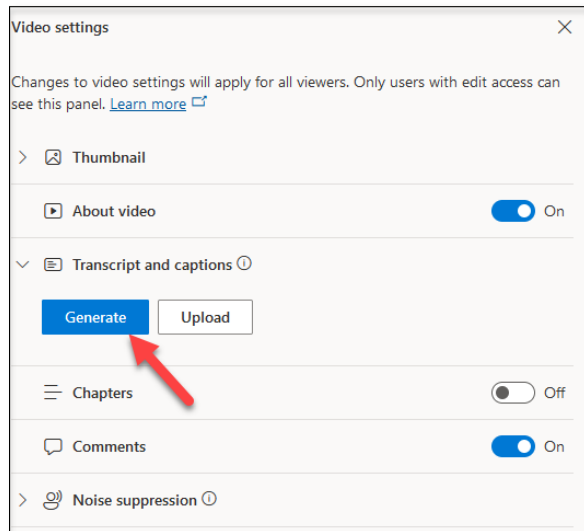 Video settings
Changes to video settings will apply for all viewers. Only users with edit access can
see this panel. Learn more
Thumbnail
About video On
Transcript and captions
Generate Upload
Chapters Off
Comments On
Noise suppression